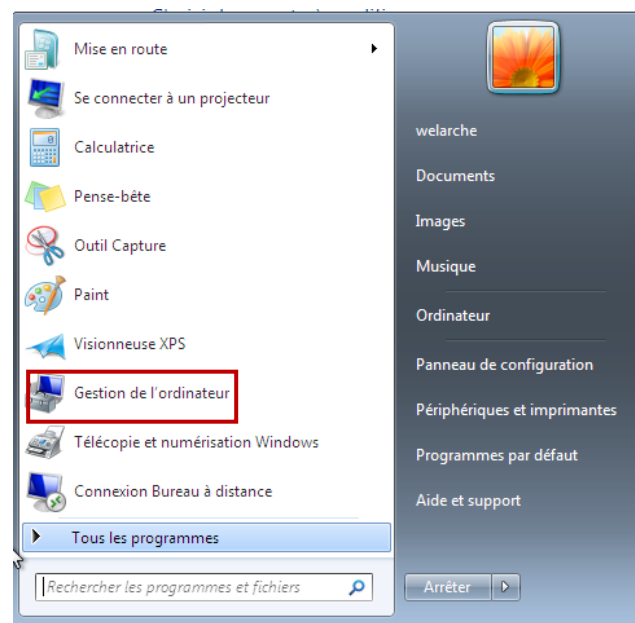 Mise en route
Se connecter à un projecteur
Calculatrice
Pense-bête
Outil Capture
Paint
Visionneuse XPS
Gestion de l'ordinateur
Télécopie et numérisation Windows
Connexion Bureau à distance
Tous les programmes
Rechercher les programmes et fichiers
welarche
Documents
Images
Musique
Ordinateur
Panneau de configuration
Périphériques et imprimantes
Programmes par défaut
Aide et support
Arrêter